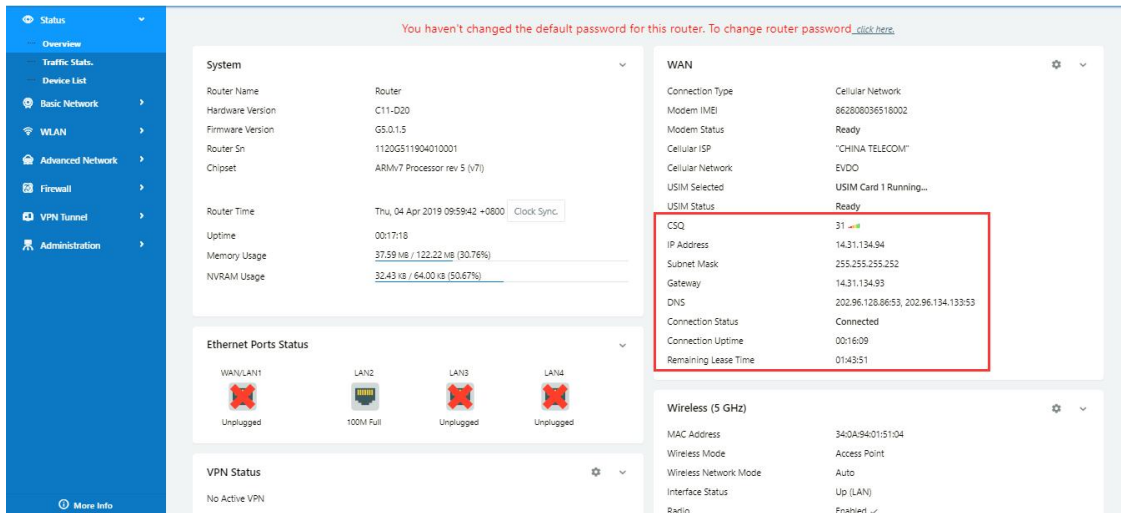 You haven't changed the default password for this router. To change router password click here.
Status
Overview
Traffic Stats.
Device List
Basic Network
WLAN
Advanced Network
Firewall
VPN Tunnel
Administration
More Info
System
Router Name Router
Hardware Version C11-D20
Firmware Version G5.0.1.5
Router Sn 1120G511904010001
Chipset ARMv7 Processor rev 5 (v7l)
Router Time Thu, 04 Apr 2019 09:59:42 +0800 Clock Sync.
Uptime 00:17:18
Memory Usage 37.59 MB / 122.22 MB (30.76%)
NVRAM Usage 32.43 KB / 64.00 KB (50.67%)
Ethernet Ports Status
WAN/LAN1 LAN2 LAN3 LAN4
Unplugged 100M Full Unplugged Unplugged
VPN Status
No Active VPN
WAN
Connection Type Cellular Network
Modem IMEI 862808036518002
Modem Status Ready
Cellular ISP "CHINA TELECOM"
Cellular Network EVDO
USIM Selected USIM Card 1 Running...
USIM Status Ready
CSQ 31
IP Address 14.31.134.94
Subnet Mask 255.255.255.252
Gateway 14.31.134.93
DNS 202.96.128.86:53, 202.96.134.133:53
Connection Status Connected
Connection Uptime 00:16:09
Remaining Lease Time 01:43:51
Wireless (5 GHz)
MAC Address 34:0A:94:01:51:04
Wireless Mode Access Point
Wireless Network Mode Auto
Interface Status Up (LAN)
Radio Enabled